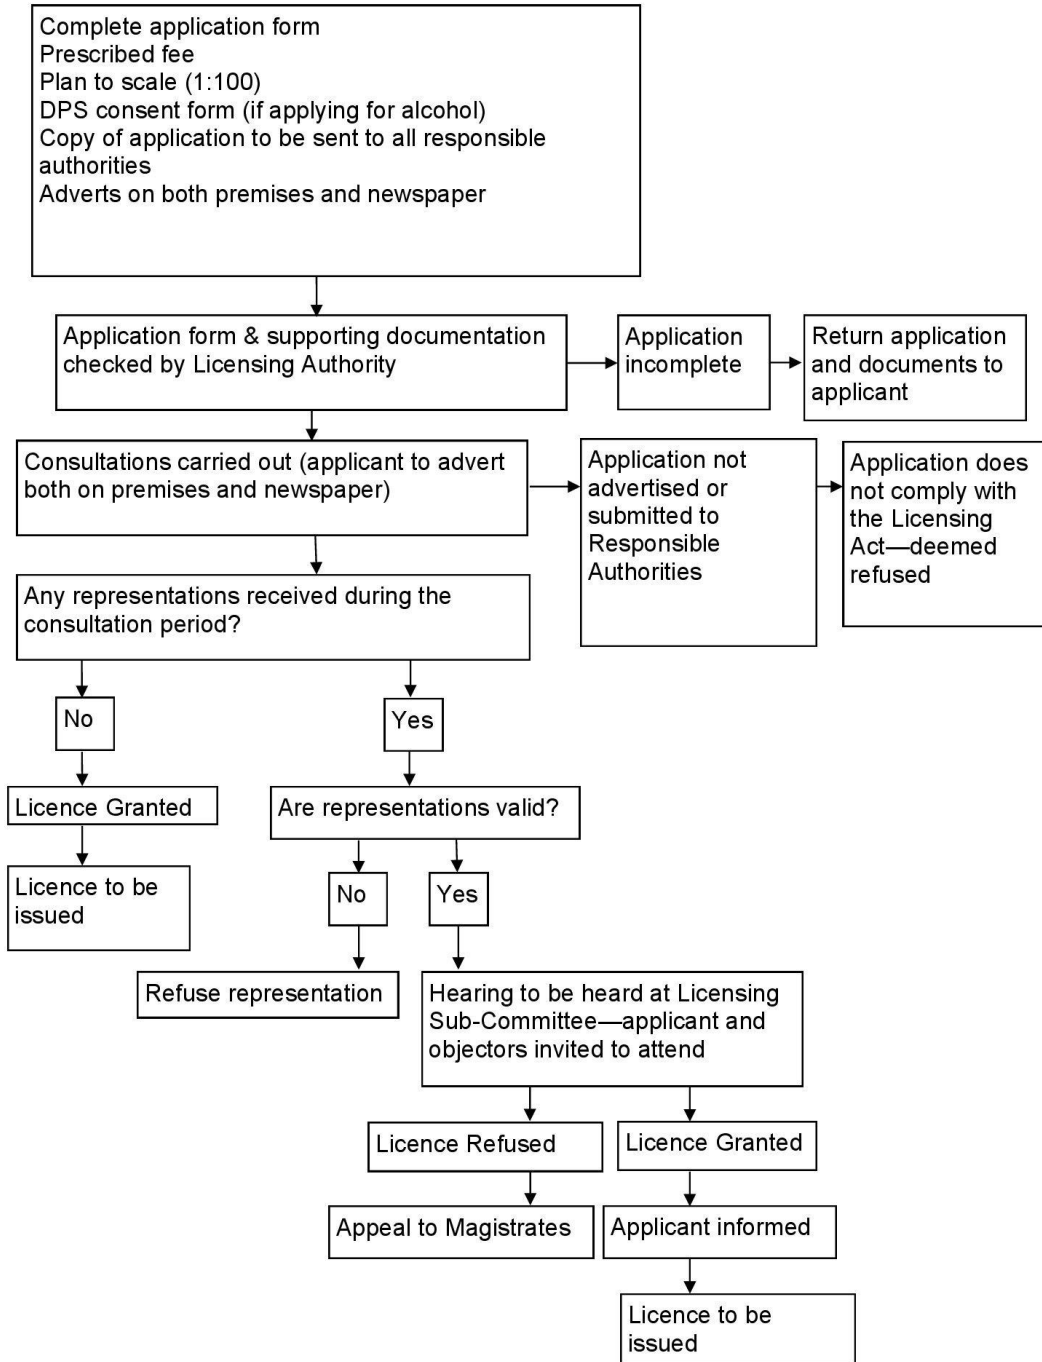 Complete application form
Prescribed fee
Plan to scale (1:100)
DPS consent form (if applying for alcohol)
Copy of application to be sent to all responsible
authorities
Adverts on both premises and newspaper
Application form & supporting documentation
checked by Licensing Authority
Application
incomplete
Return application
and documents to
applicant
Consultations carried out (applicant to advert
both on premises and newspaper)
Application not
advertised or
submitted to
Responsible
Authorities
Application does
not comply with
the Licensing
Act—deemed
refused
Any representations received during the
consultation period?
No
Yes
Licence Granted
Are representations valid?
Licence to be
issued
No
Yes
Refuse representation
Hearing to be heard at Licensing
Sub-Committee—applicant and
objectors invited to attend
Licence Refused
Licence Granted
Appeal to Magistrates
Applicant informed
Licence to be
issued